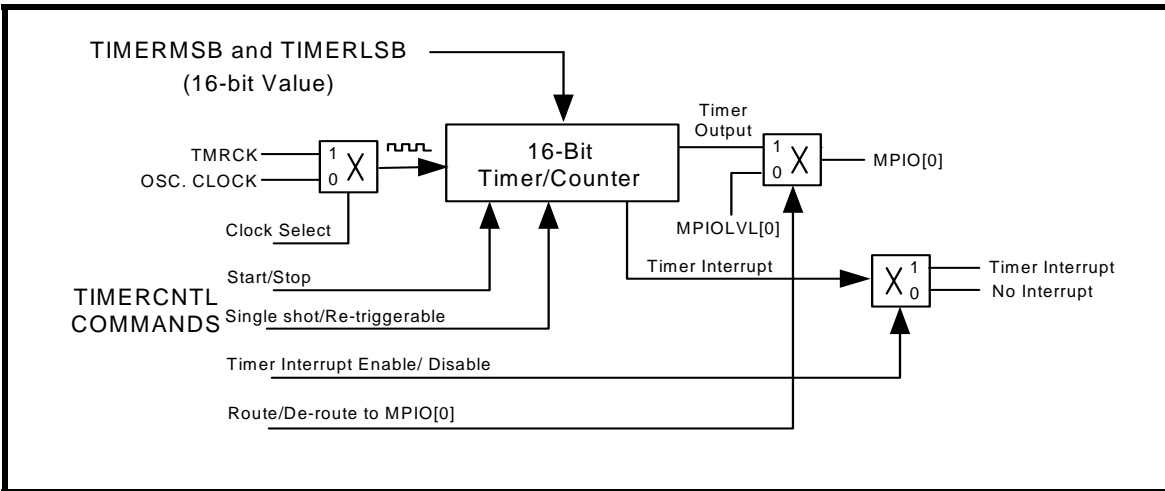 TIMERMSB and TIMERLSB
(16-bit Value)
Timer
Output
TMRCK
1
X
OSC. CLOCK
0
16-Bit
Timer/Counter
1
X
0
MPIO[0]
Clock Select
MPIOLVL[0]
Start/Stop
Timer Interrupt
X
1
0
Timer Interrupt
No Interrupt
TIMERCNTL
COMMANDS
Single shot/Re-triggerable
Timer Interrupt Enable/ Disable
Route/De-route to MPIO[0]